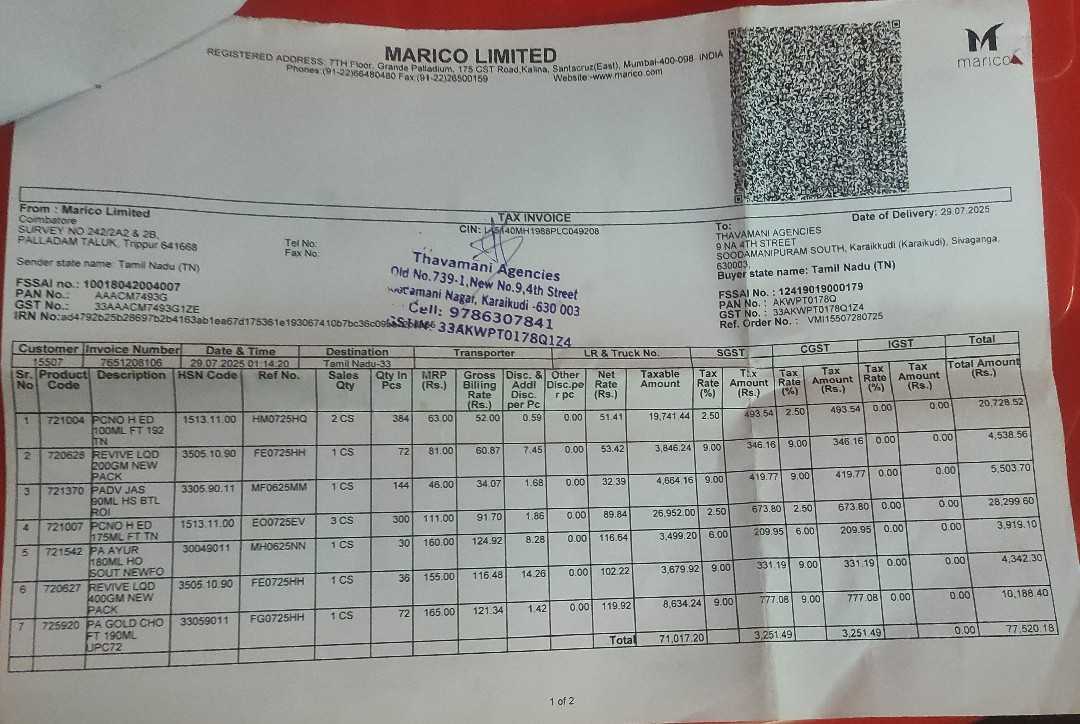 MARICO LIMITED
REGISTERED ADDRESS: 7TH Floor, Grande Palladium, 175 CST Road,Kalina, Santacruz(East), Mumbai-400-098 INDIA
Phones:(91-22)66480480 Fax:(91-22)26500159 Website:-www.marico.com
marico
TAX INVOICE
From : Marico Limited
Coimbatore
SURVEY NO 242/2A2 & 2B,
PALLADAM TALUK, Trippur 641668
Sender state name: Tamil Nadu (TN)
FSSAI no.: 10018042004007
PAN No.: AAACM7493G
GST No.: 33AAACM7493G1ZE
IRN No:
Tel No:
Fax No:
CIN: MH1988PLC049208
Thavamani Agencies
Old No.739-1,New No.9,4th Street
Nagar, Karaikudi -630 003
Cell: 9786307841
33AKWPT0178Q1Z4
Date of Delivery: 29.07.2025
To:
THAVAMANI AGENCIES
9 NA 4TH STREET
SOODAMANIPURAM SOUTH, Karaikkudi (Karaikudi), Sivaganga,
630003,
Buyer state name: Tamil Nadu (TN)
FSSAI No. : 12419019000179
PAN No. : AKWPT0178Q
GST No. : 33AKWPT0178Q1Z4
Ref. Order No.: VMI15507280725
Customer Invoice Number Date & Time Destination Transporter LR & Truck No. SGST CGST IGST Total
15507 7651208106 29.07.2025 01:14:20 Tamil Nadu-33
Sr. No Product Code Description HSN Code Ref No. Sales Qty Qty In Pcs MRP (Rs.) Gross Billing Rate (Rs.) Disc. & Addl Disc. per Pc Other Disc.pe r pc Net Rate (Rs.) Taxable Amount Tax Rate (%) Tax Amount (Rs.) Tax Rate (%) Tax Amount (Rs.) Tax Rate (%) Tax Amount (Rs.) Total Amount (Rs.)
1 721004 PCNO H ED 100ML FT 192 TN 1513.11.00 HM0725HQ 2 CS 384 63.00 52.00 0.59 0.00 51.41 19,741.44 2.50 493.54 2.50 493.54 0.00 0.00 20,728.52
2 720628 REVIVE LQD 200GM NEW PACK 3505.10.90 FE0725HH 1 CS 72 81.00 60.87 7.45 0.00 53.42 3,846.24 9.00 346.16 9.00 346.16 0.00 0.00 4,538.56
3 721370 PADV JAS 90ML HS BTL ROI 3305.90.11 MF0625MM 1 CS 144 46.00 34.07 1.68 0.00 32.39 4,664.16 9.00 419.77 9.00 419.77 0.00 0.00 5,503.70
4 721007 PCNO H ED 175ML FT TN 1513.11.00 EO0725EV 3 CS 300 111.00 91.70 1.86 0.00 89.84 26,952.00 2.50 673.80 2.50 673.80 0.00 0.00 28,299.60
5 721542 PA AYUR 180ML HO SOUT NEWFO 30049011 MH0625NN 1 CS 30 160.00 124.92 8.28 0.00 116.64 3,499.20 6.00 209.95 6.00 209.95 0.00 0.00 3,919.10
6 720627 REVIVE LQD 400GM NEW PACK 3505.10.90 FE0725HH 1 CS 36 155.00 116.48 14.26 0.00 102.22 3,679.92 9.00 331.19 9.00 331.19 0.00 0.00 4,342.30
7 725920 PA GOLD CHO FT 190ML UPC72 33059011 FG0725HH 1 CS 72 165.00 121.34 1.42 0.00 119.92 8,634.24 9.00 777.08 9.00 777.08 0.00 0.00 10,188.40
Total 71,017.20 3,251.49 3,251.49 0.00 77,520.18
1 of 2